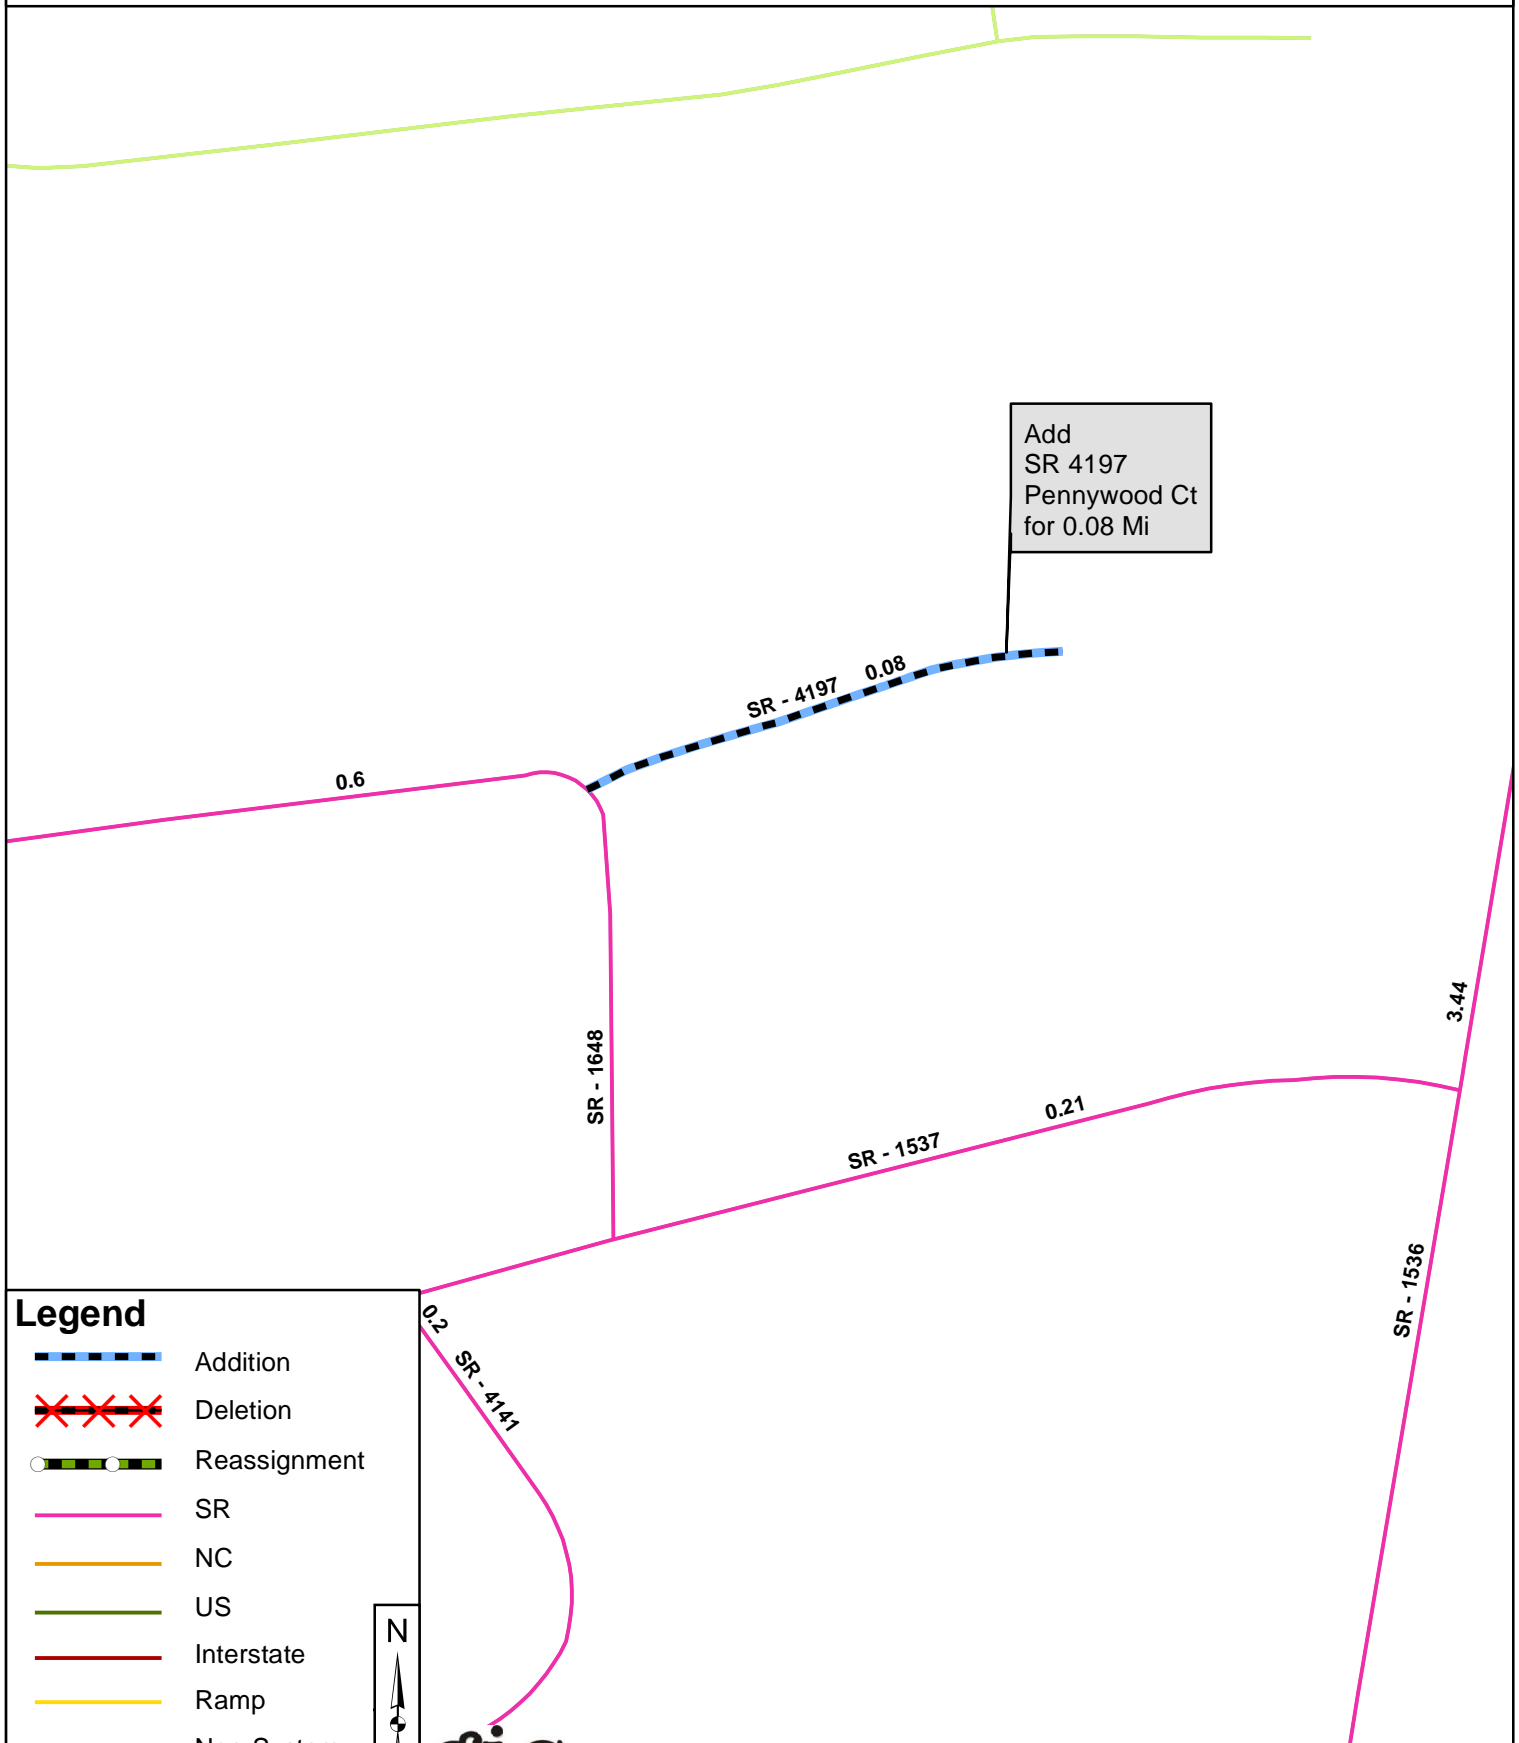 Add
SR 4197
Pennywood Ct
for 0.08 Mi
SR - 4197 0.08
0.6
3.44
SR - 1648
0.21
SR - 1537
SR - 1536
0.2
SR - 4141
Legend
Addition
Deletion
Reassignment
SR
NC
US
Interstate
Ramp
N